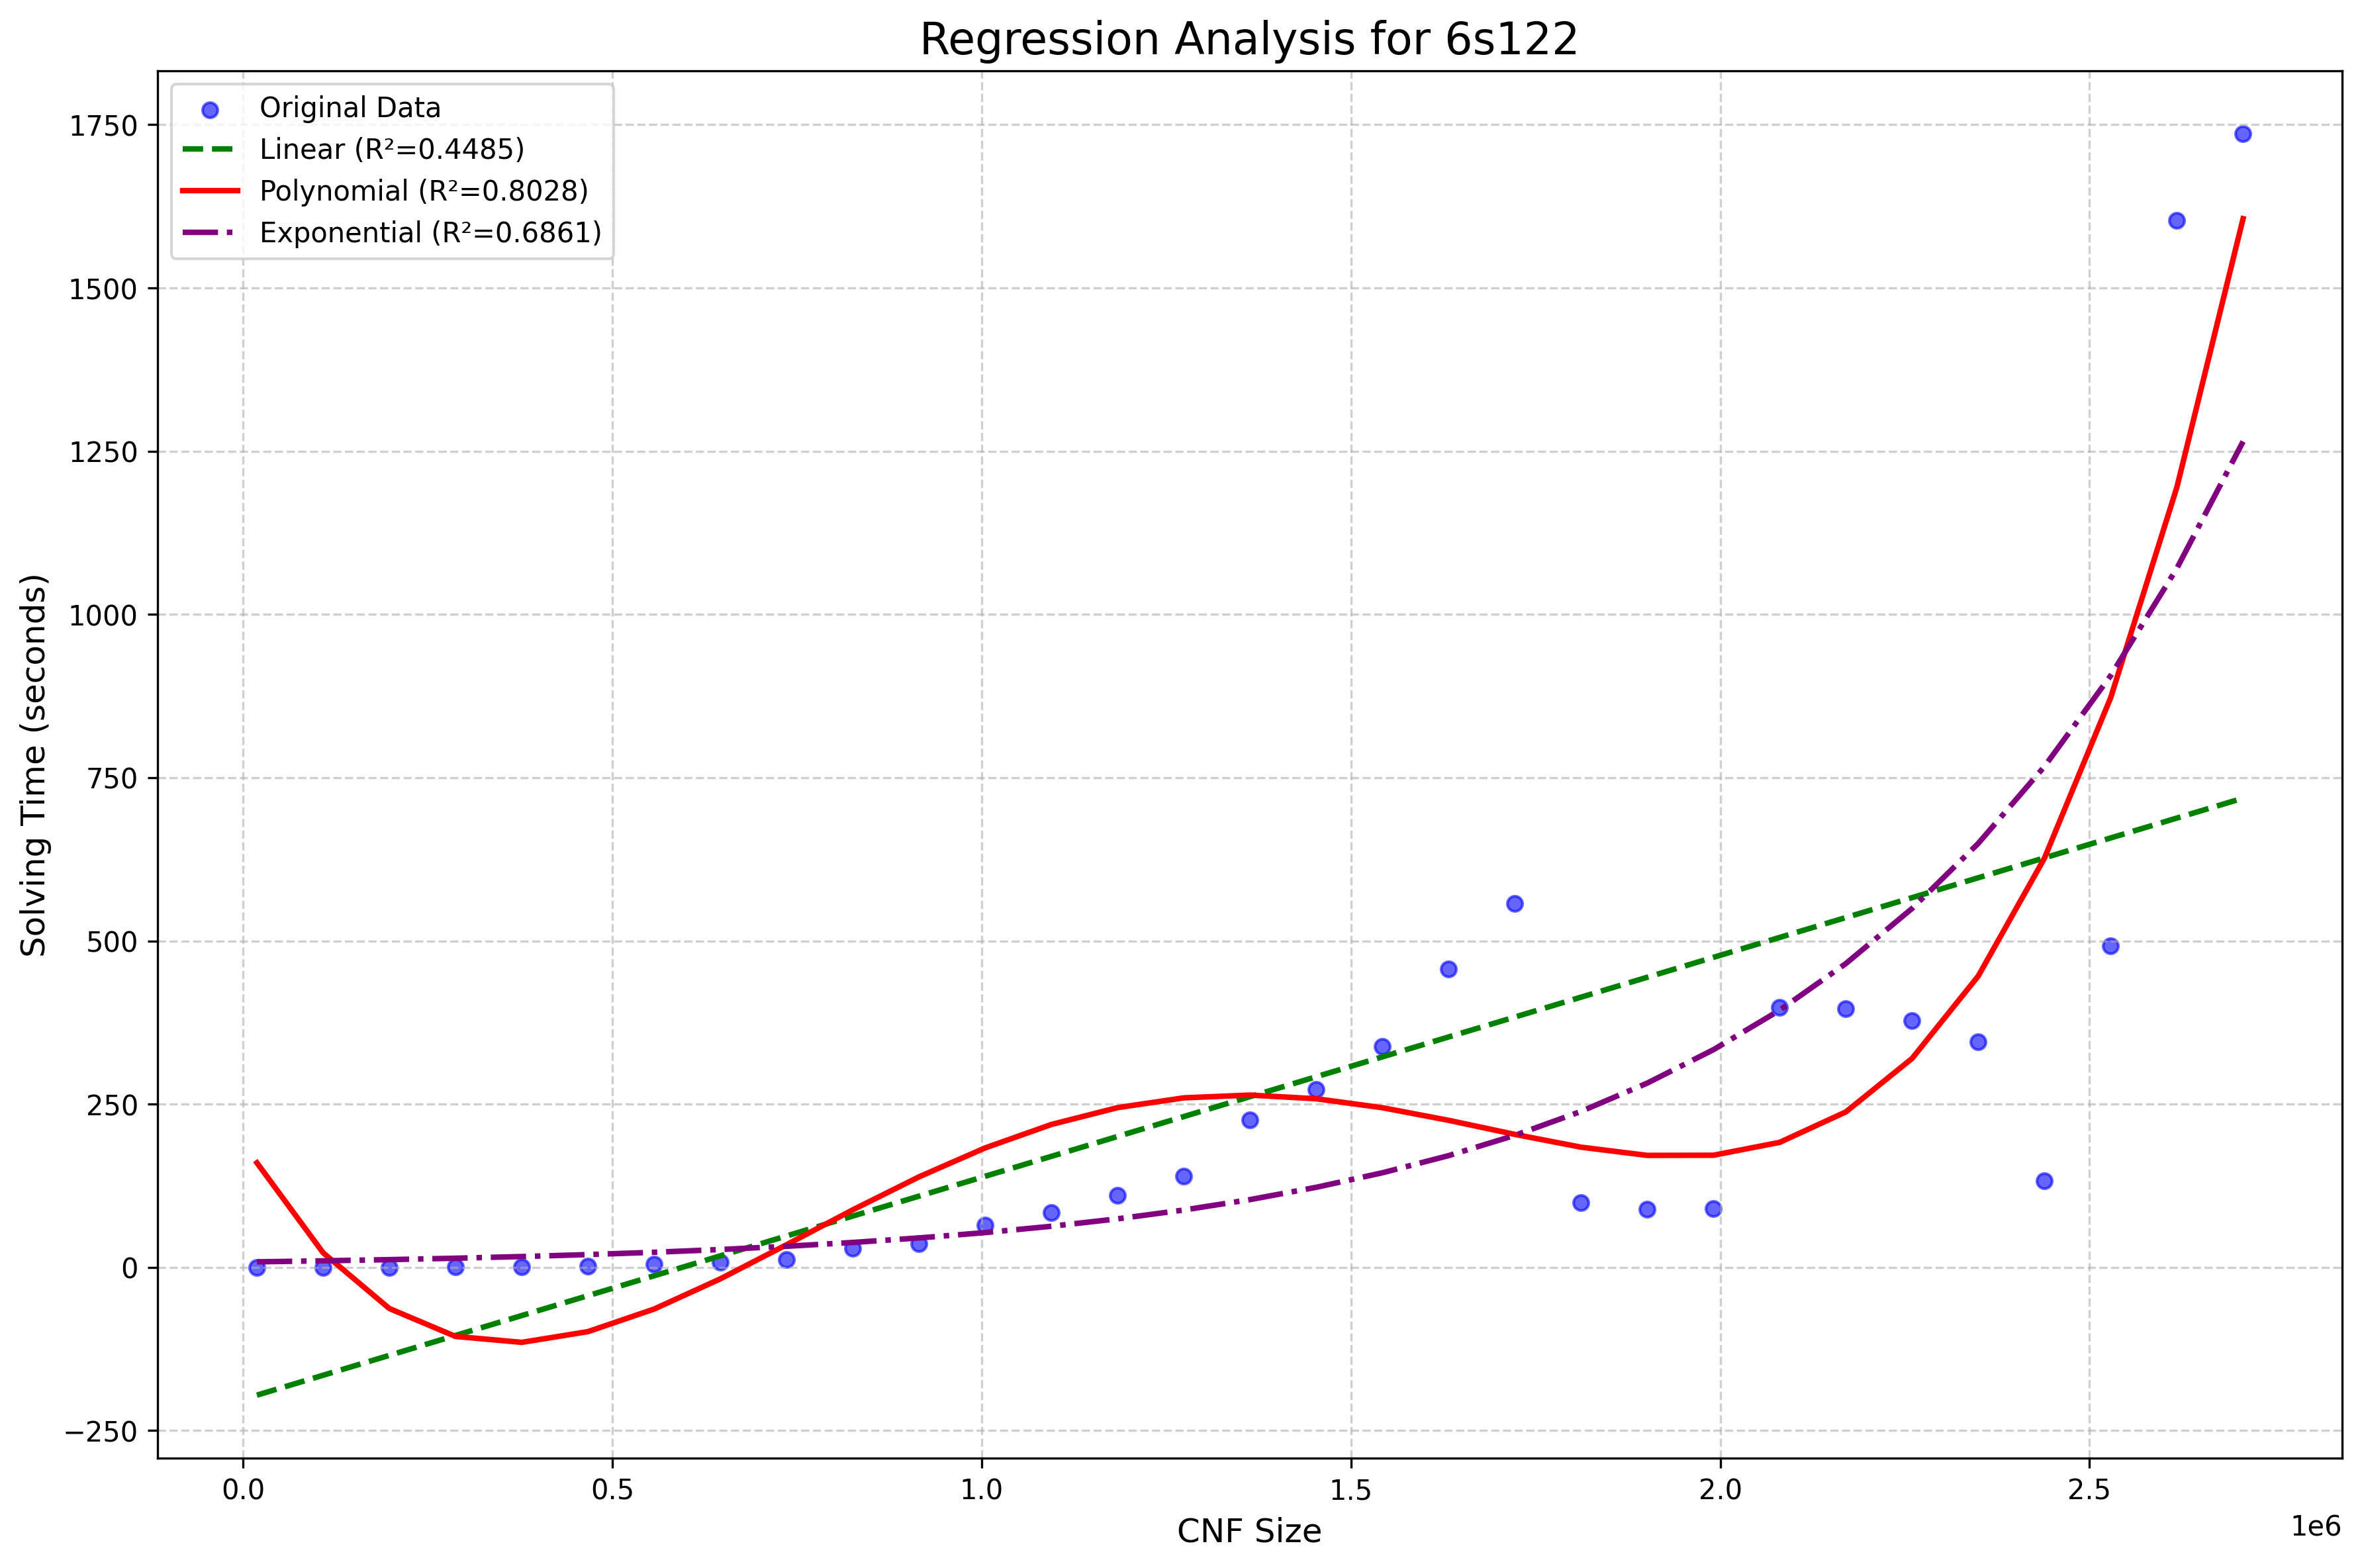 Regression Analysis for 6s122
Original Data
Linear (R²=0.4485)
Polynomial (R²=0.8028)
Exponential (R²=0.6861)
Solving Time (seconds)
1750
1500
1250
1000
750
500
250
0
−250
0.0
0.5
1.0
1.5
2.0
2.5
1e6
CNF Size